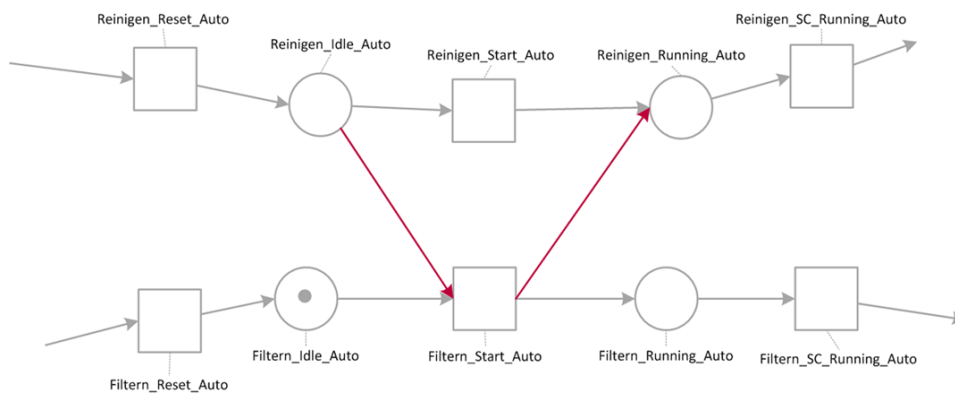 Reinigen_Reset_Auto
Reinigen_Idle_Auto
Reinigen_Start_Auto
Reinigen_Running_Auto
Reinigen_SC_Running_Auto
Filtern_Reset_Auto
Filtern_Idle_Auto
Filtern_Start_Auto
Filtern_Running_Auto
Filtern_SC_Running_Auto